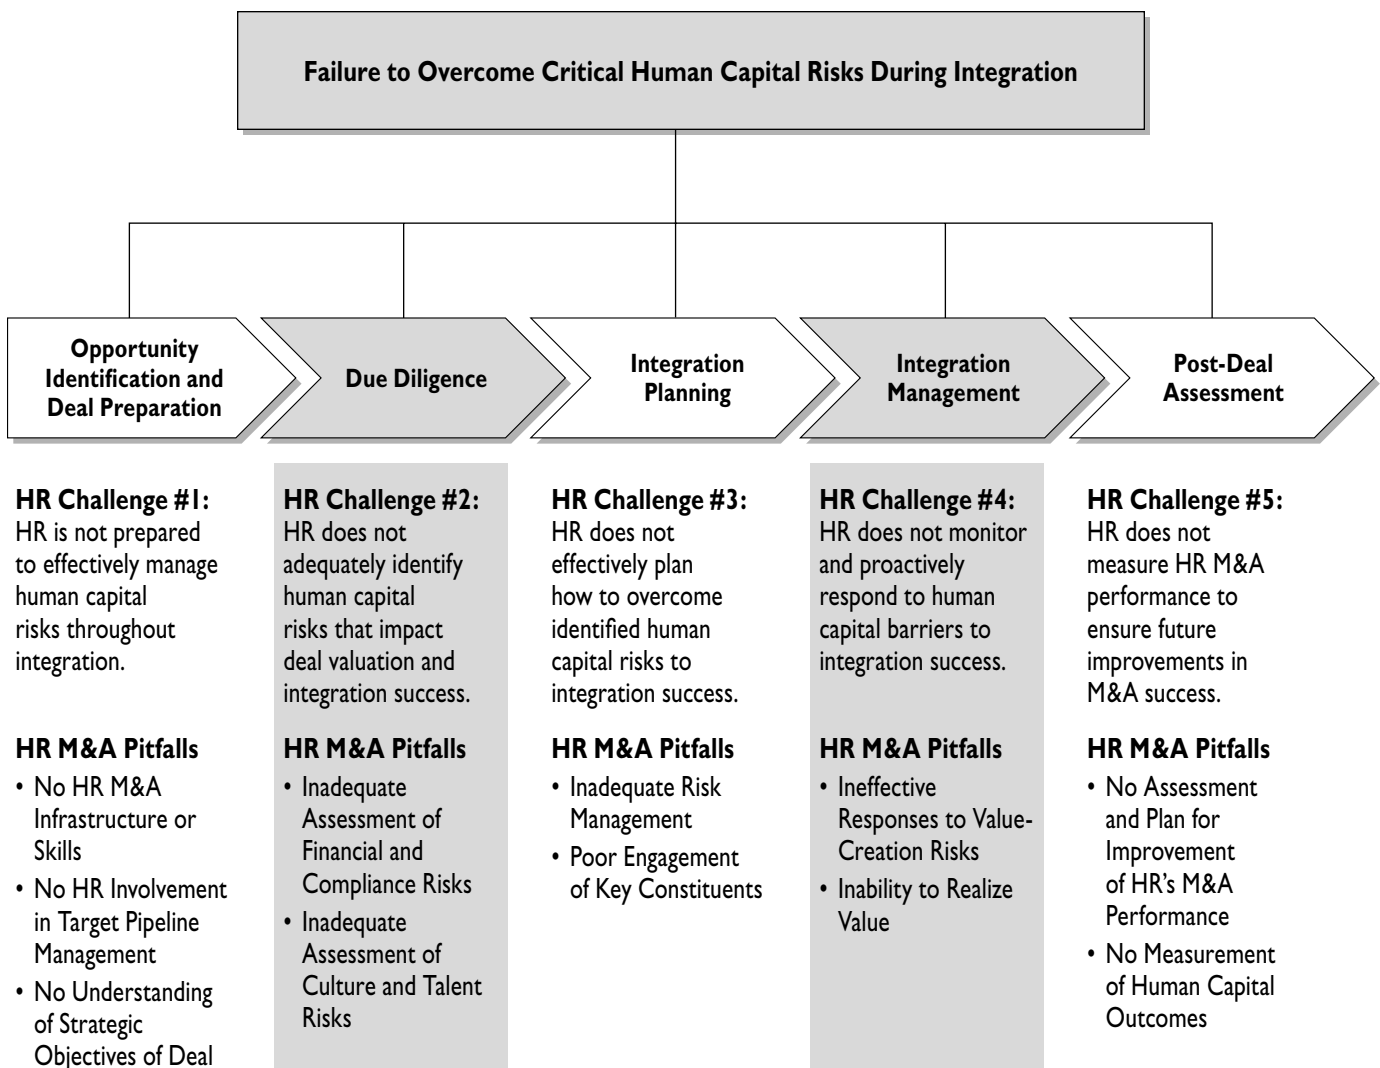 Failure to Overcome Critical Human Capital Risks During Integration
Opportunity
Identification and
Deal Preparation
Due Diligence
Integration
Planning
Integration
Management
Post-Deal
Assessment
HR Challenge #1:
HR is not prepared
to effectively manage
human capital
risks throughout
integration.
HR M&A Pitfalls
• No HR M&A
Infrastructure or
Skills
• No HR Involvement
in Target Pipeline
Management
• No Understanding
of Strategic
Objectives of Deal
HR Challenge #2:
HR does not
adequately identify
human capital
risks that impact
deal valuation and
integration success.
HR M&A Pitfalls
• Inadequate
Assessment of
Financial and
Compliance Risks
• Inadequate
Assessment of
Culture and Talent
Risks
HR Challenge #3:
HR does not
effectively plan
how to overcome
identified human
capital risks to
integration success.
HR M&A Pitfalls
• Inadequate Risk
Management
• Poor Engagement
of Key Constituents
HR Challenge #4:
HR does not monitor
and proactively
respond to human
capital barriers to
integration success.
HR M&A Pitfalls
• Ineffective
Responses to Value-
Creation Risks
• Inability to Realize
Value
HR Challenge #5:
HR does not
measure HR M&A
performance to
ensure future
improvements in
M&A success.
HR M&A Pitfalls
• No Assessment
and Plan for
Improvement
of HR's M&A
Performance
• No Measurement
of Human Capital
Outcomes